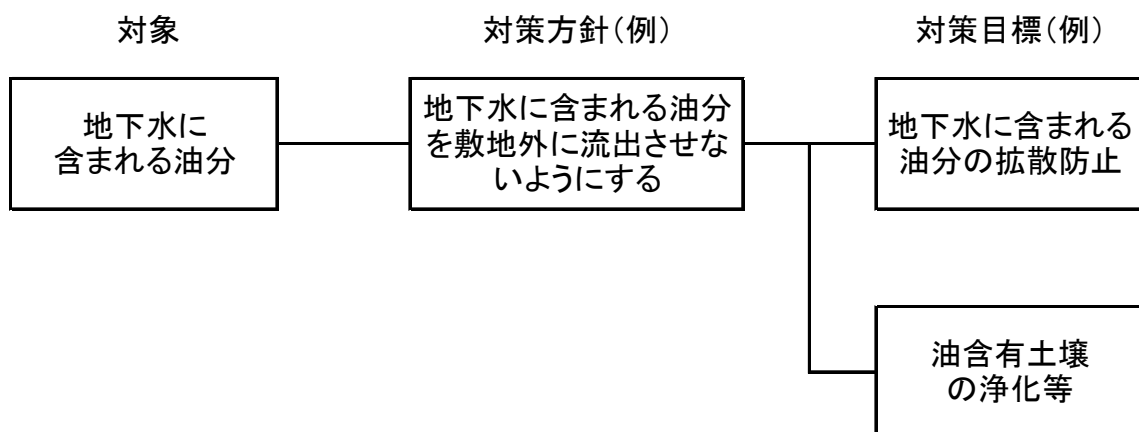 対象
対策方針(例)
対策目標(例)
地下水に
含まれる油分
地下水に含まれる油分
を敷地外に流出させな
いようにする
地下水に含まれる
油分の拡散防止
油含有土壌
の浄化等